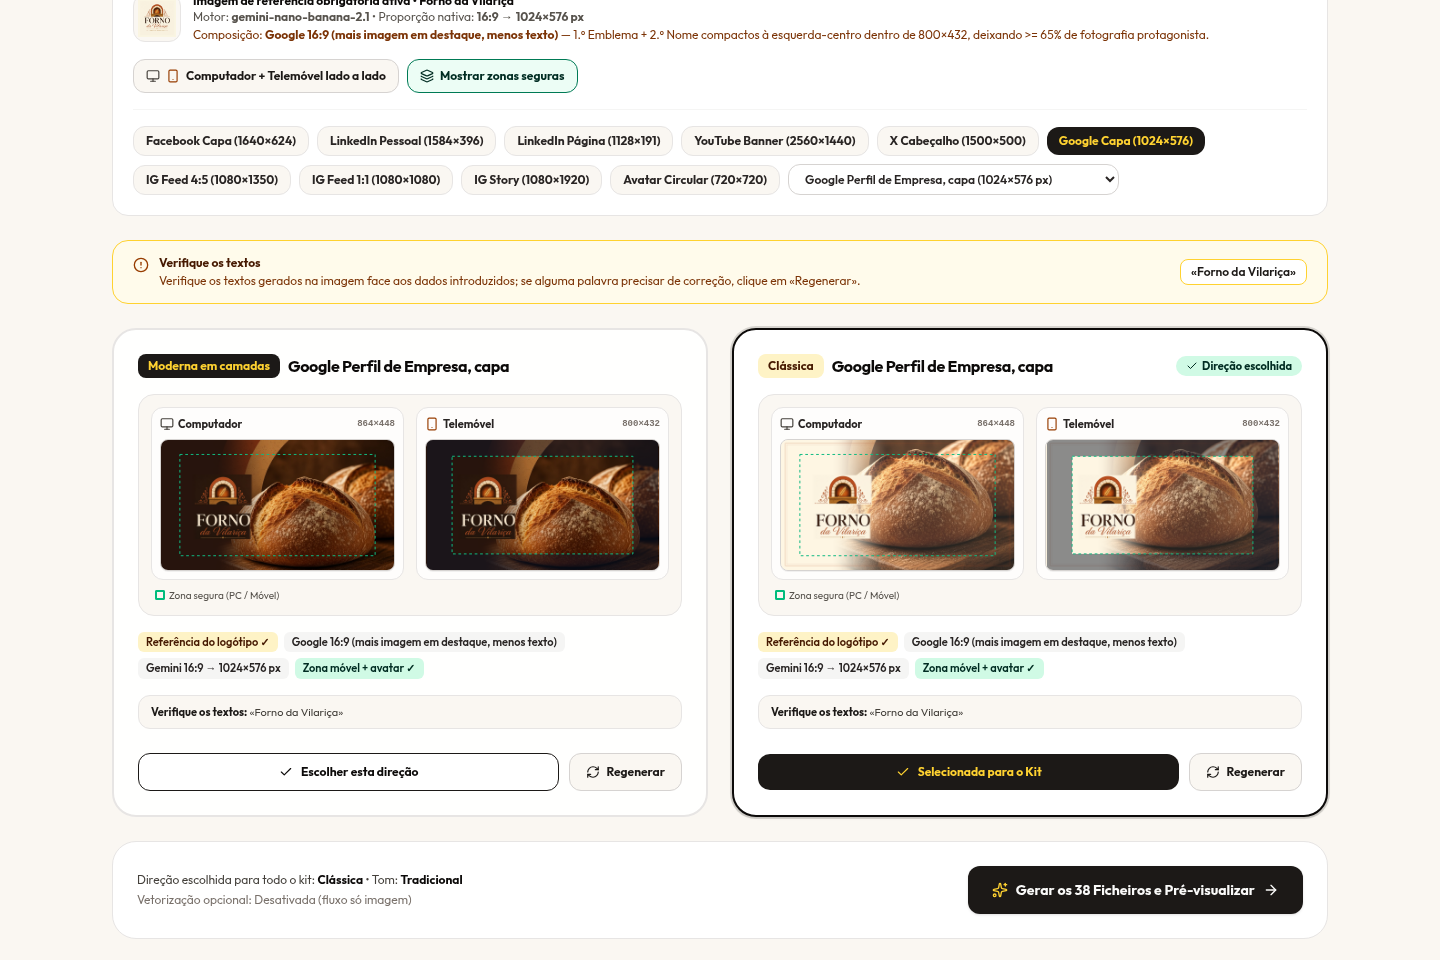 Imagem de referência obrigatória ativa • Forno da Vilariça
Motor: gemini-nano-banana-2.1 • Proporção nativa: 16:9 → 1024×576 px
Composição: Google 16:9 (mais imagem em destaque, menos texto) — 1.º Emblema + 2.º Nome compactos à esquerda-centro dentro de 800×432, deixando >= 65% de fotografia protagonista.
Computador + Telemóvel lado a lado
Mostrar zonas seguras
Facebook Capa (1640×624)
LinkedIn Pessoal (1584×396)
LinkedIn Página (1128×191)
YouTube Banner (2560×1440)
X Cabeçalho (1500×500)
Google Capa (1024×576)
IG Feed 4:5 (1080×1350)
IG Feed 1:1 (1080×1080)
IG Story (1080×1920)
Avatar Circular (720×720)
Google Perfil de Empresa, capa (1024×576 px)
Verifique os textos
Verifique os textos gerados na imagem face aos dados introduzidos; se alguma palavra precisar de correção, clique em «Regenerar».
«Forno da Vilariça»
Moderna em camadas
Google Perfil de Empresa, capa
Computador
864×448
FORNO
da Vilariça
Telemóvel
800×432
FORNO
da Vilariça
Zona segura (PC / Móvel)
Referência do logótipo ✓
Google 16:9 (mais imagem em destaque, menos texto)
Gemini 16:9 → 1024×576 px
Zona móvel + avatar ✓
Verifique os textos: «Forno da Vilariça»
Escolher esta direção
Regenerar
Clássica
Google Perfil de Empresa, capa
Direção escolhida
Computador
864×448
FORNO
da Vilariça
Telemóvel
800×432
FORNO
da Vilariça
Zona segura (PC / Móvel)
Referência do logótipo ✓
Google 16:9 (mais imagem em destaque, menos texto)
Gemini 16:9 → 1024×576 px
Zona móvel + avatar ✓
Verifique os textos: «Forno da Vilariça»
Selecionada para o Kit
Regenerar
Direção escolhida para todo o kit: Clássica • Tom: Tradicional
Vetorização opcional: Desativada (fluxo só imagem)
Gerar os 38 Ficheiros e Pré-visualizar